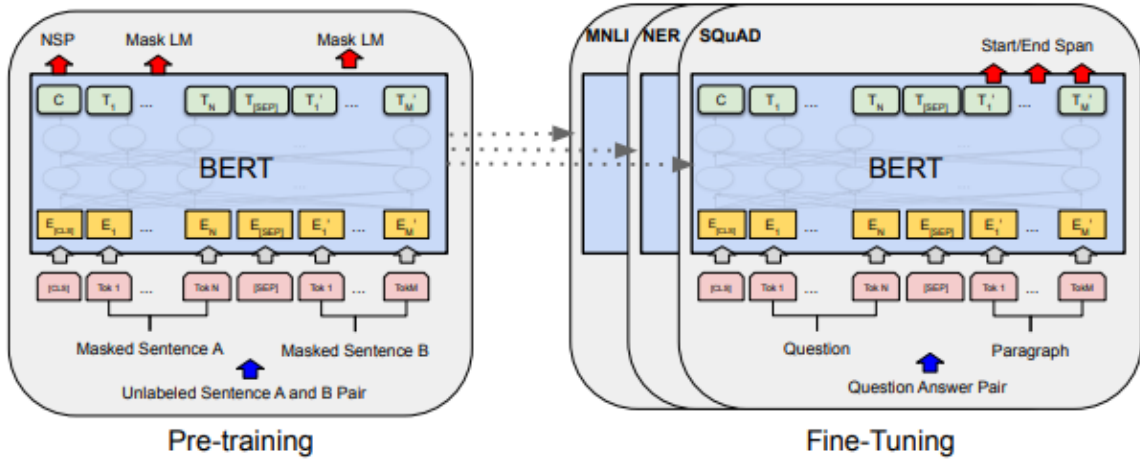 NSP Mask LM Mask LM
C T1 ... TN T[SEP] T1' ... TM'
BERT
...
E[CLS] E1 ... EN E[SEP] E1' ... EM'
[CLS] Tok 1 ... Tok N [SEP] Tok 1 ... TokM
Masked Sentence A Masked Sentence B
Unlabeled Sentence A and B Pair
Pre-training
MNLI NER SQuAD
Start/End Span
C T1 ... TN T[SEP] T1' ... TM'
BERT
...
E[CLS] E1 ... EN E[SEP] E1' ... EM'
[CLS] Tok 1 ... Tok N [SEP] Tok 1 ... TokM
Question Paragraph
Question Answer Pair
Fine-Tuning